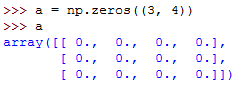 >>> a = np.zeros((3, 4))
>>> a
array([[ 0.,  0.,  0.,  0.],
       [ 0.,  0.,  0.,  0.],
       [ 0.,  0.,  0.,  0.]])